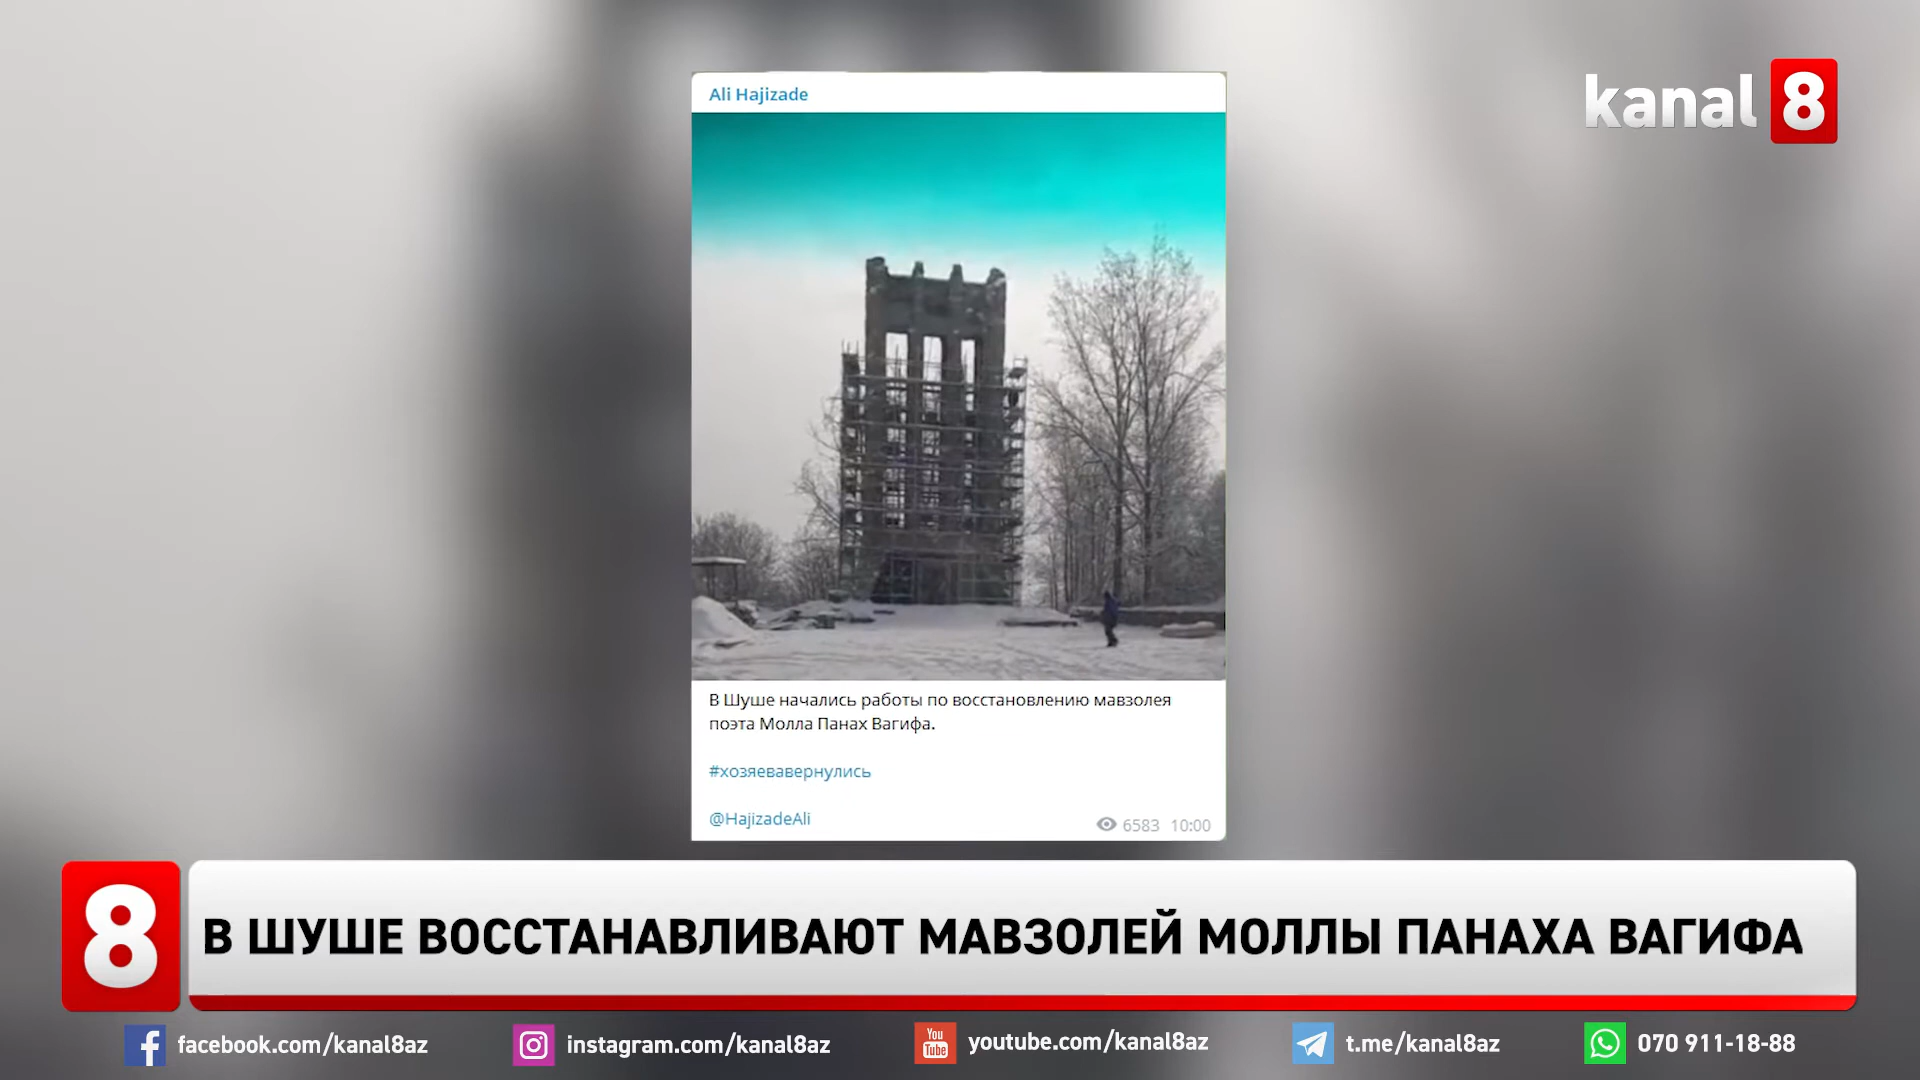 Ali Hajizade
kanal 8
В Шуше начались работы по восстановлению мавзолея
поэта Молла Панах Вагифа.
#хозяевавернулись
@HajizadeAli
6583 10:00
8
В ШУШЕ ВОССТАНАВЛИВАЮТ МАВЗОЛЕЙ МОЛЛЫ ПАНАХА ВАГИФА
facebook.com/kanal8az
instagram.com/kanal8az
You Tube
youtube.com/kanal8az
t.me/kanal8az
070 911-18-88